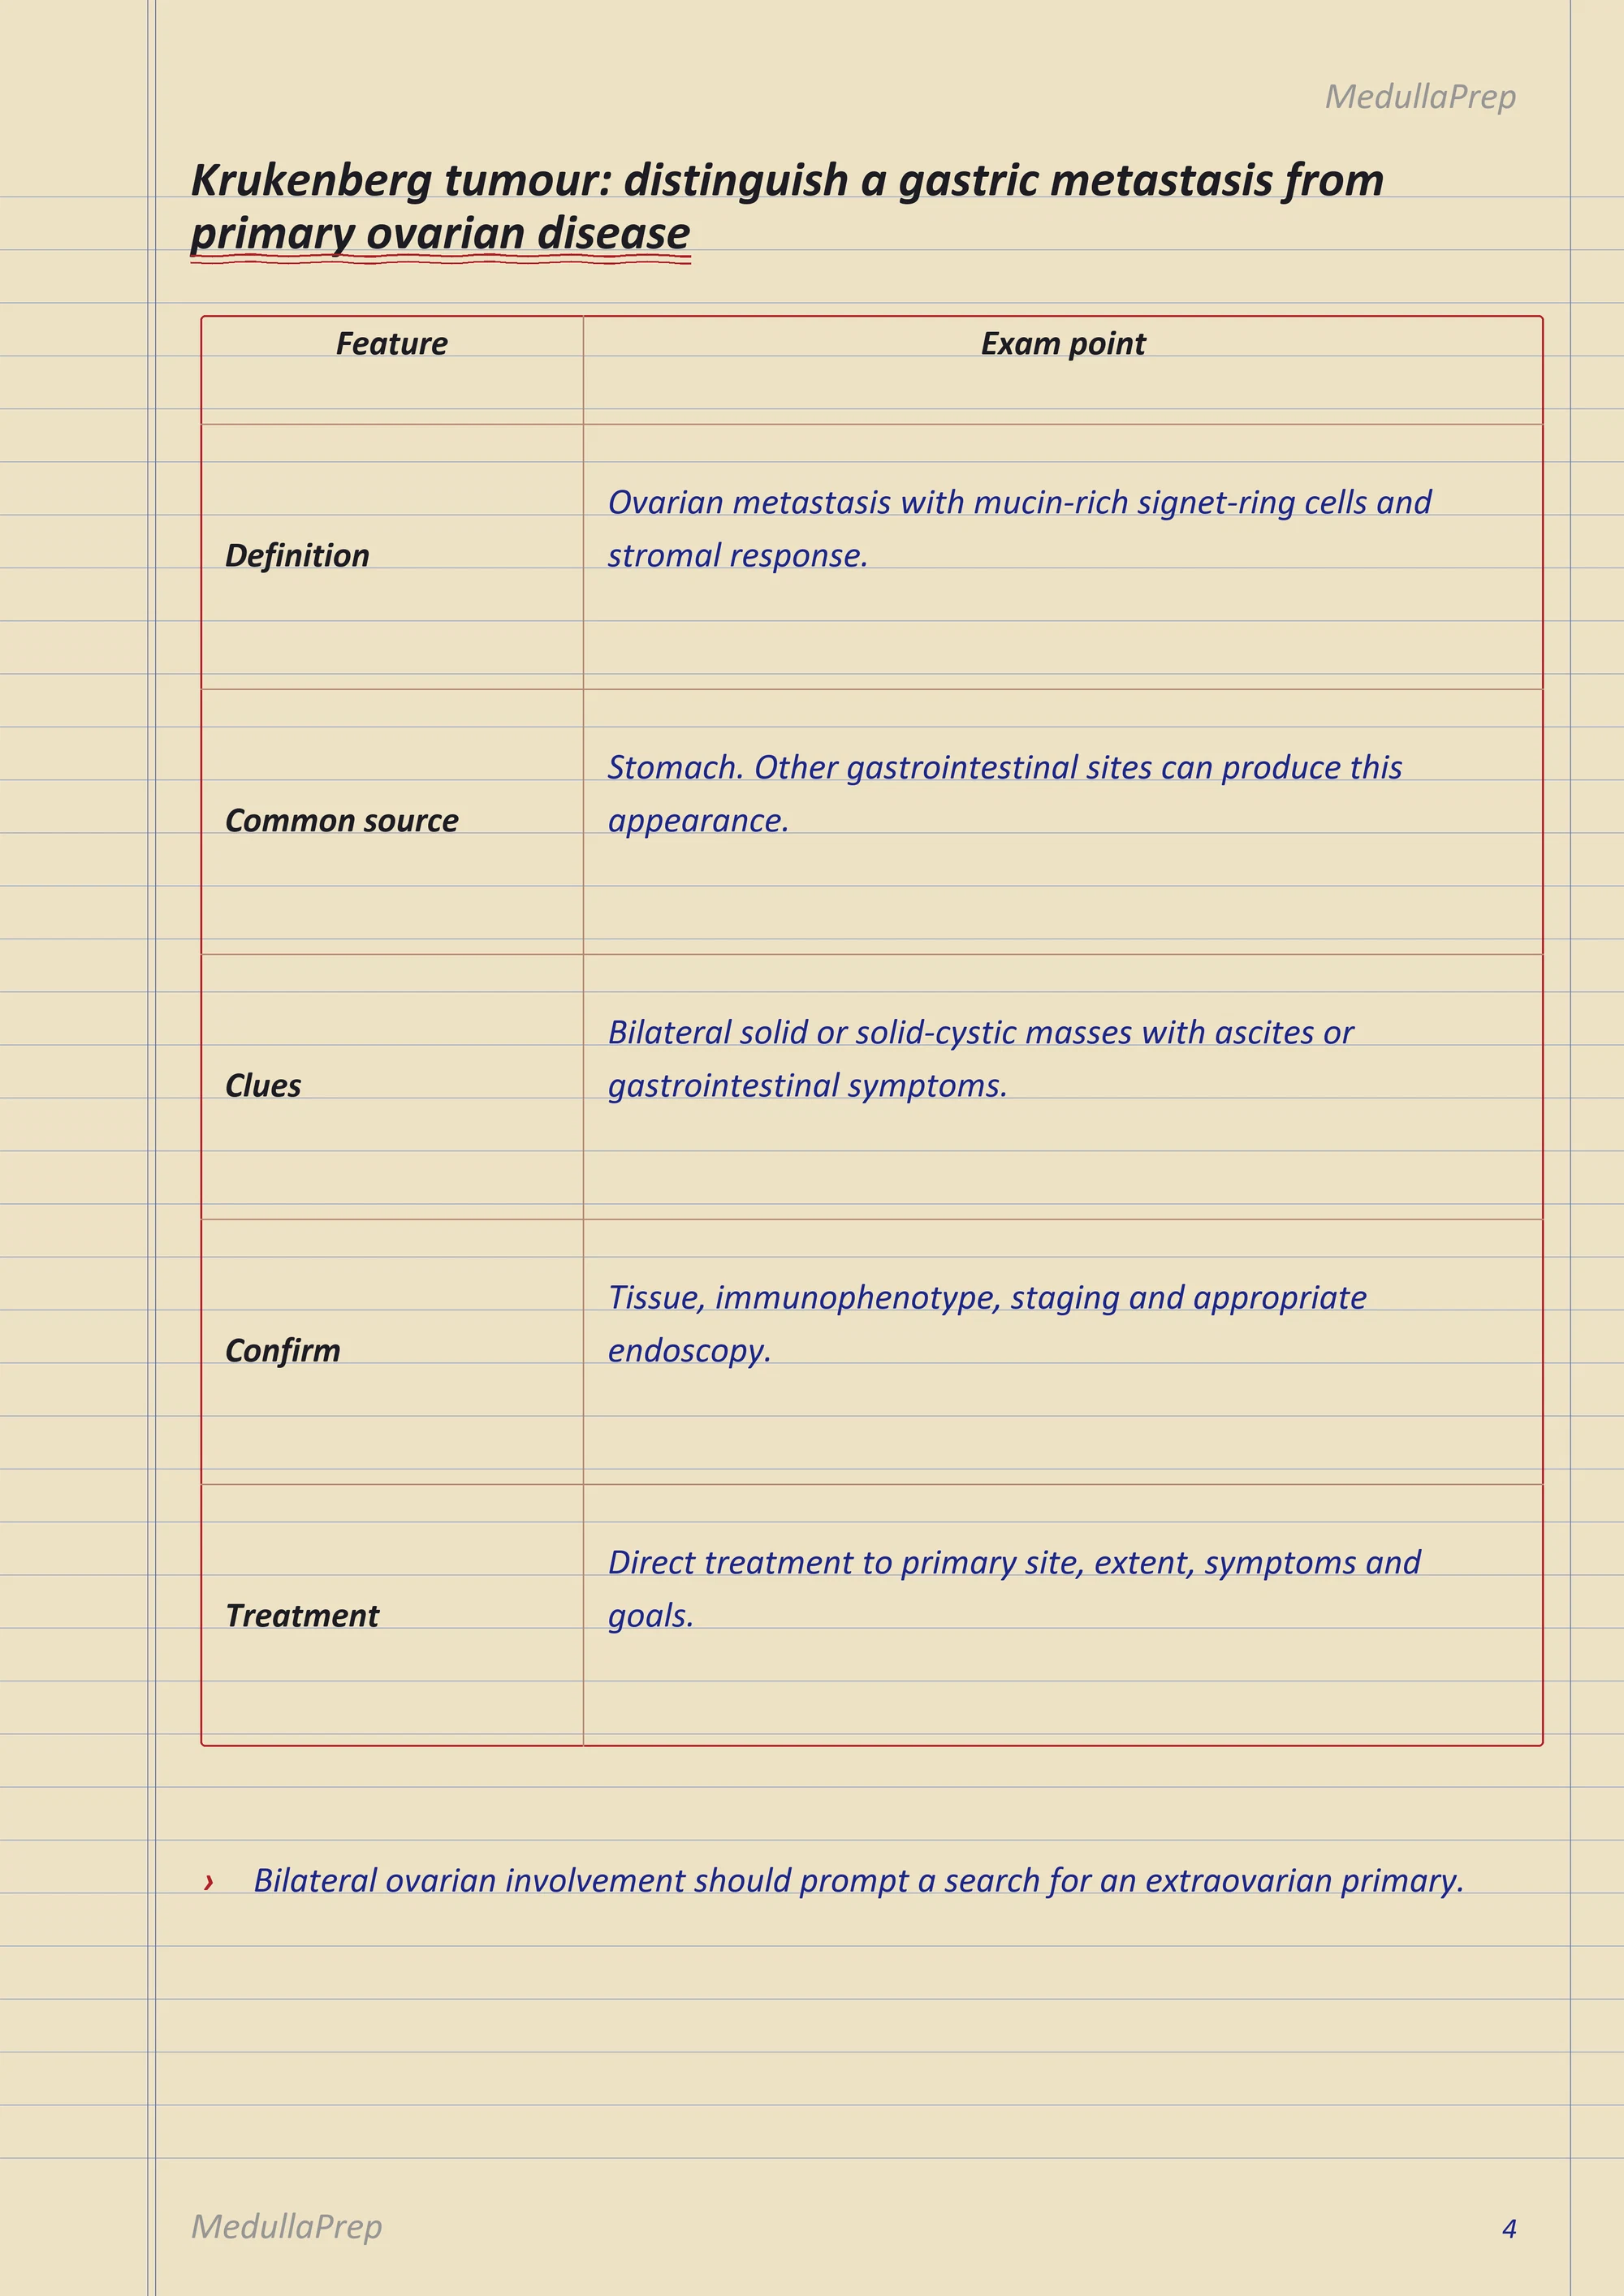 MedullaPrep
Krukenberg tumour: distinguish a gastric metastasis from
primary ovarian disease
Feature
Exam point
Definition
Ovarian metastasis with mucin-rich signet-ring cells and
stromal response.
Common source
Stomach. Other gastrointestinal sites can produce this
appearance.
Clues
Bilateral solid or solid-cystic masses with ascites or
gastrointestinal symptoms.
Confirm
Tissue, immunophenotype, staging and appropriate
endoscopy.
Treatment
Direct treatment to primary site, extent, symptoms and
goals.
› Bilateral ovarian involvement should prompt a search for an extraovarian primary.
MedullaPrep
4